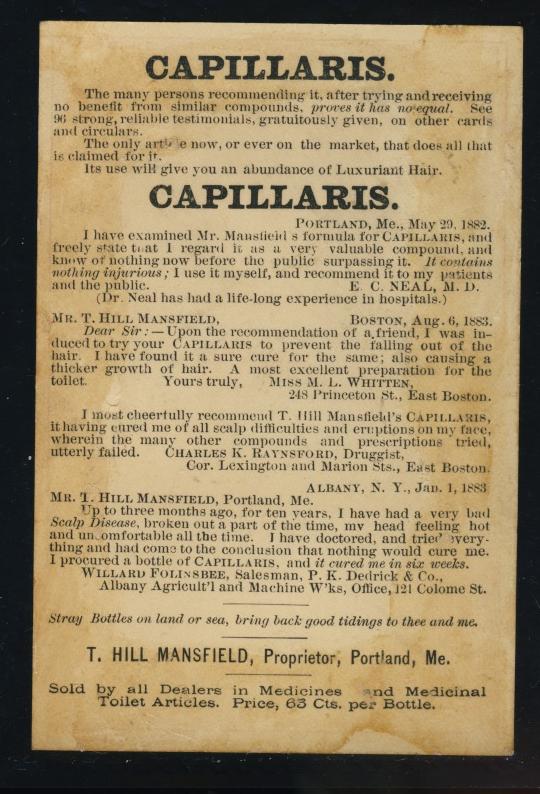 CAPILLARIS.
The many persons recommending it, after trying and receiving
no benefit from similar compounds, proves it has no equal. See
96 strong, reliable testimonials, gratuitously given, on other cards
and circulars.
The only article now, or ever on the market, that does all that
is claimed for it.
Its use will give you an abundance of Luxuriant Hair.
CAPILLARIS.
PORTLAND, Me., May 29, 1882.
I have examined Mr. Mansfield's formula for CAPILLARIS, and
freely state that I regard it as a very valuable compound, and
know of nothing now before the public surpassing it. It contains
nothing injurious; I use it myself, and recommend it to my patients
and the public. E. C. NEAL, M. D.
(Dr. Neal has had a life-long experience in hospitals.)
MR. T. HILL MANSFIELD, BOSTON, Aug. 6, 1883.
Dear Sir:—Upon the recommendation of a friend, I was in-
duced to try your CAPILLARIS to prevent the falling out of the
hair. I have found it a sure cure for the same; also causing a
thicker growth of hair. A most excellent preparation for the
toilet. Yours truly, MISS M. L. WHITTEN,
248 Princeton St., East Boston.
I most cheerfully recommend T. Hill Mansfield's CAPILLARIS,
it having cured me of all scalp difficulties and eruptions on my face,
wherein the many other compounds and prescriptions tried,
utterly failed. CHARLES K. RAYNSFORD, Druggist,
Cor. Lexington and Marion Sts., East Boston.
ALBANY, N. Y., Jan. 1, 1883
MR. T. HILL MANSFIELD, Portland, Me.
Up to three months ago, for ten years, I have had a very bad
Scalp Disease, broken out a part of the time, my head feeling hot
and uncomfortable all the time. I have doctored, and tried every-
thing and had come to the conclusion that nothing would cure me.
I procured a bottle of CAPILLARIS, and it cured me in six weeks.
WILLARD FOLINSBEE, Salesman, P. K. Dedrick & Co.,
Albany Agricult'l and Machine W'ks, Office, 121 Colome St.
Stray Bottles on land or sea, bring back good tidings to thee and me.
T. HILL MANSFIELD, Proprietor, Portland, Me.
Sold by all Dealers in Medicines and Medicinal
Toilet Articles. Price, 63 Cts. per Bottle.